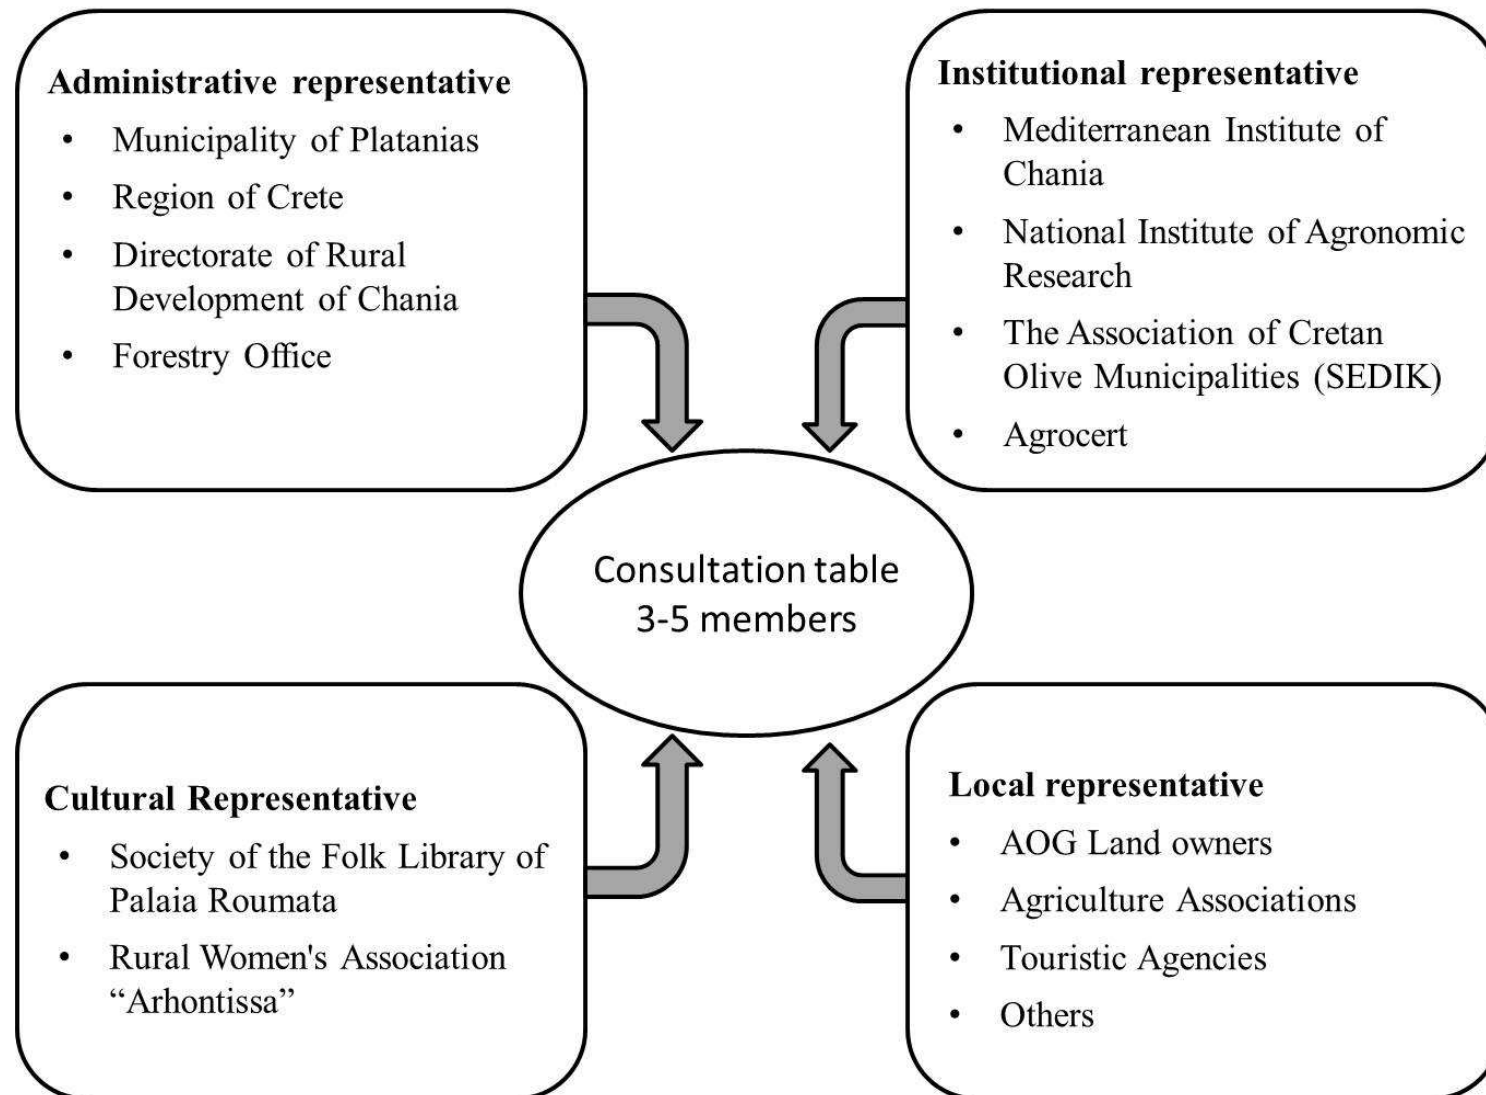 Administrative representative
• Municipality of Platanias
• Region of Crete
• Directorate of Rural
Development of Chania
• Forestry Office
Institutional representative
• Mediterranean Institute of
Chania
• National Institute of Agronomic
Research
• The Association of Cretan
Olive Municipalities (SEDIK)
• Agrocert
Consultation table
3-5 members
Cultural Representative
• Society of the Folk Library of
Palaia Roumata
• Rural Women's Association
“Arhontissa”
Local representative
• AOG Land owners
• Agriculture Associations
• Touristic Agencies
• Others